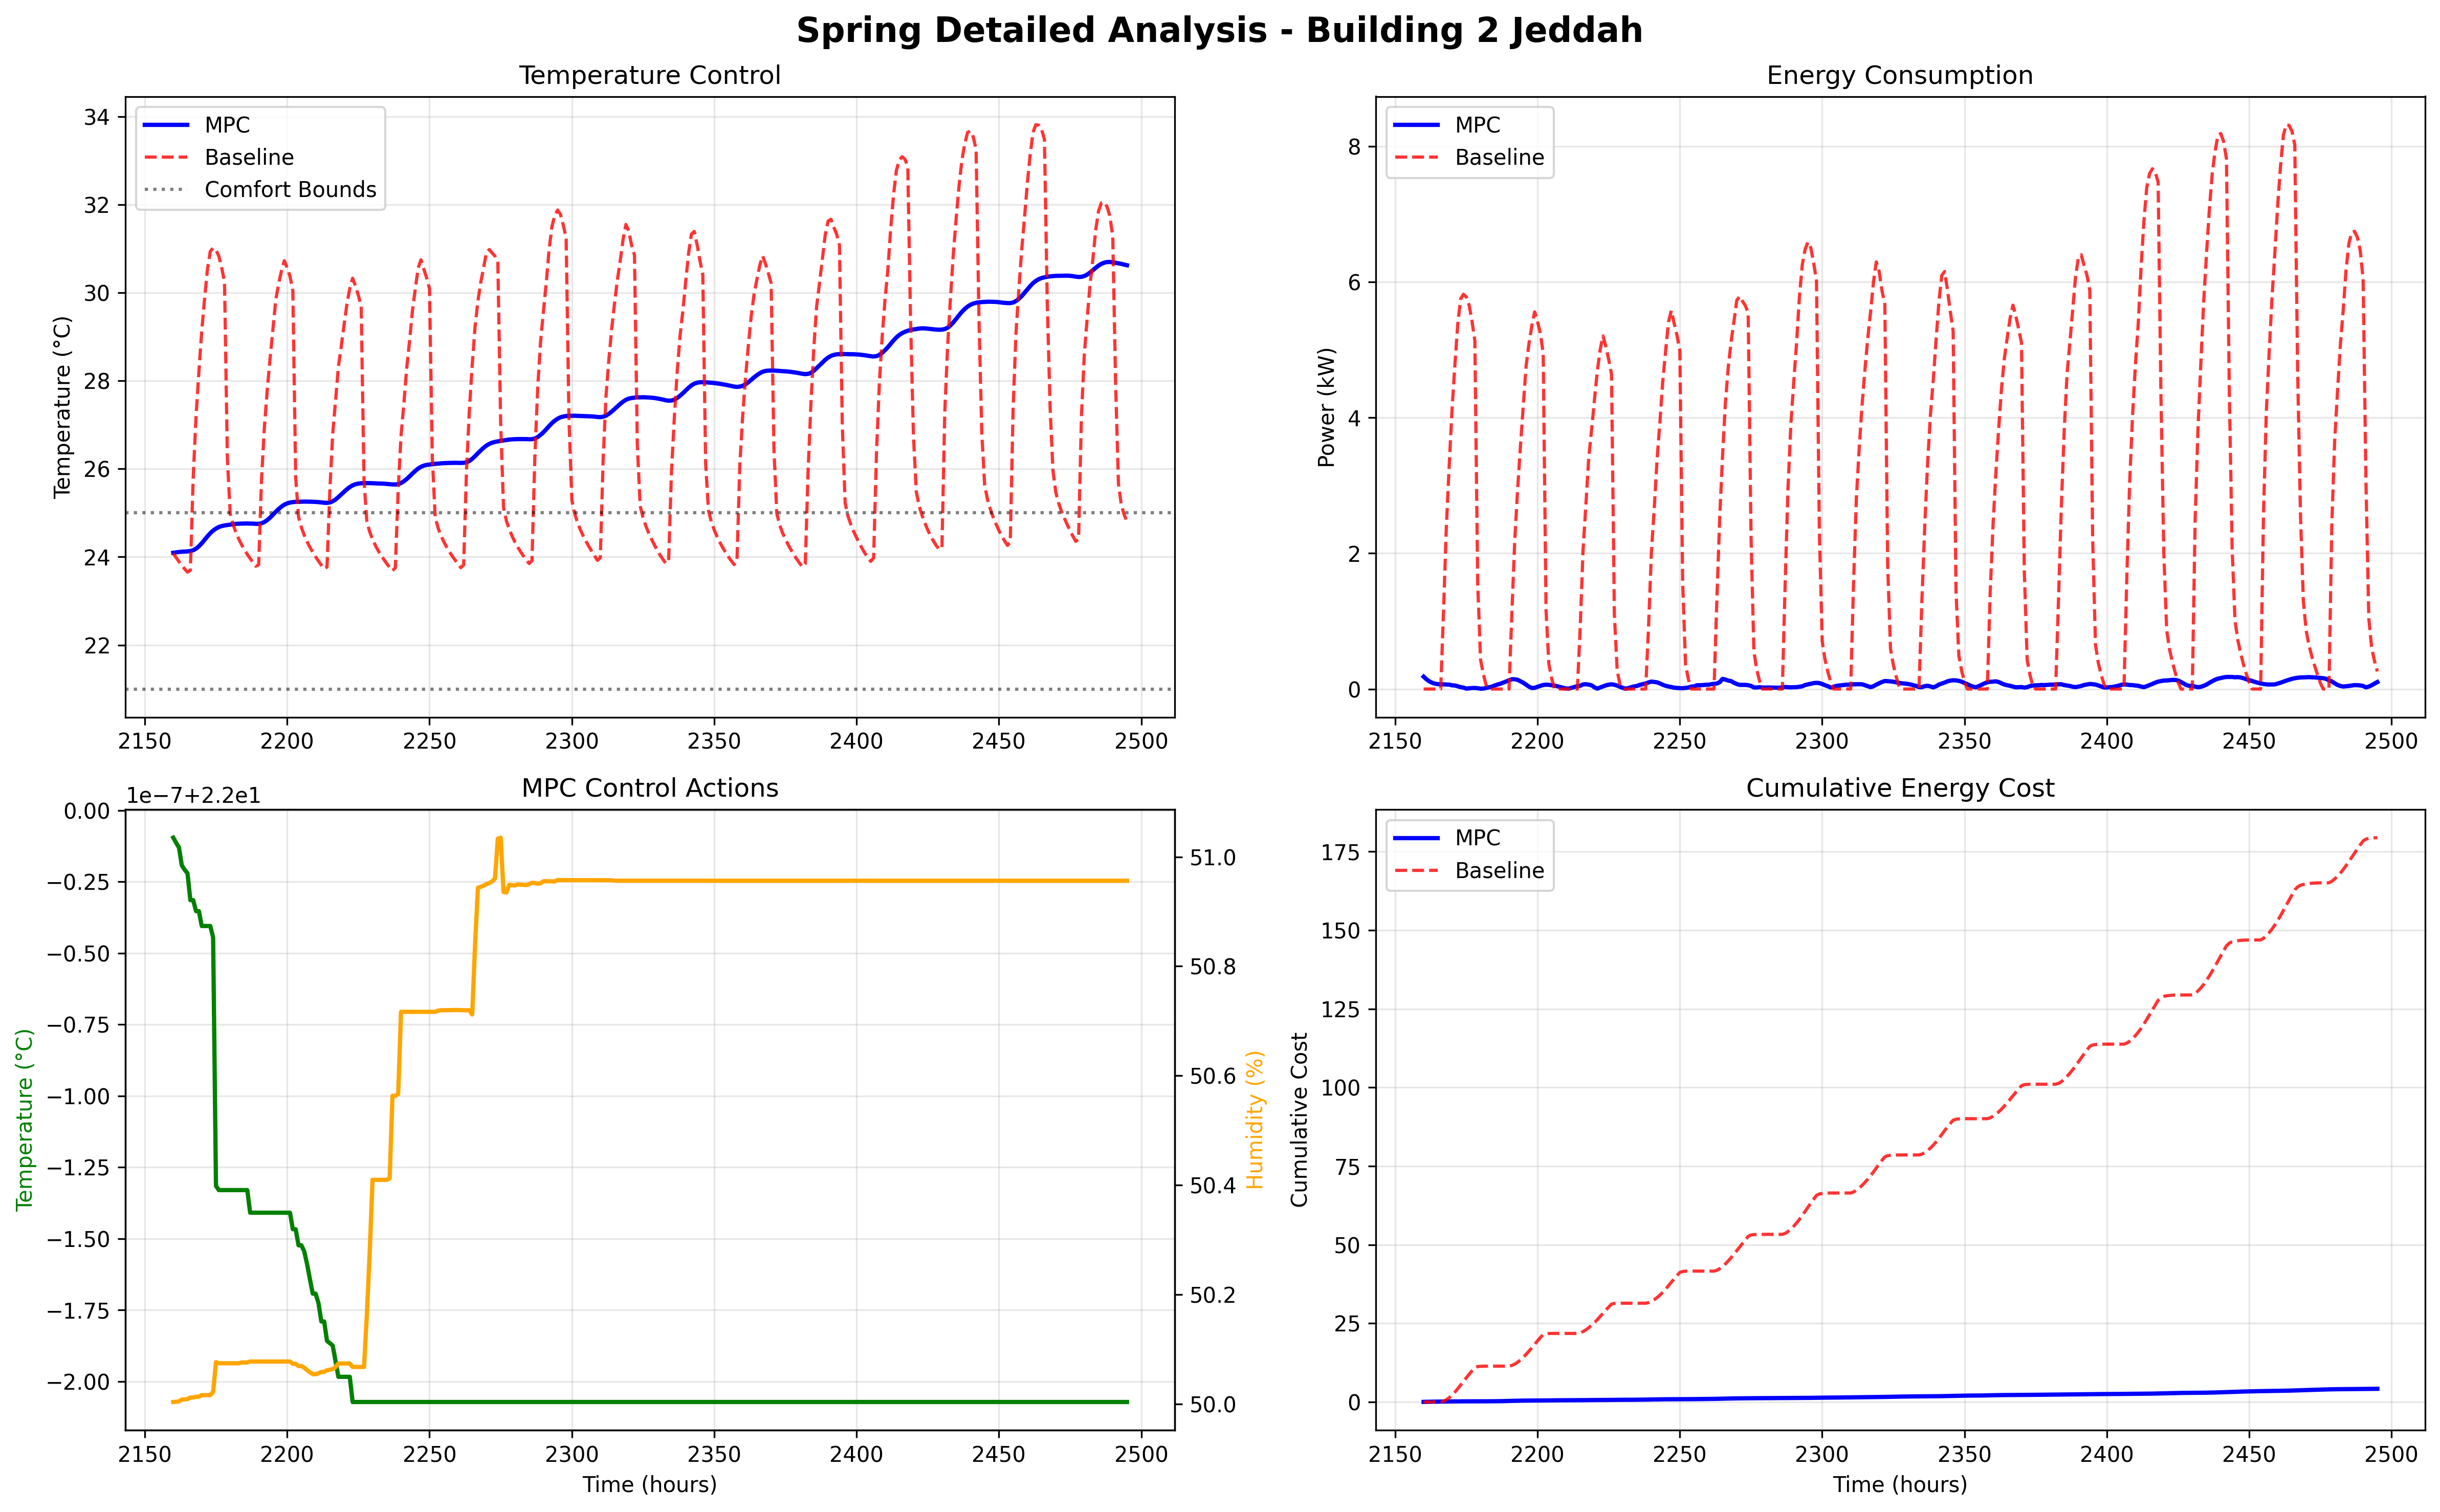 Spring Detailed Analysis - Building 2 Jeddah
Temperature Control
MPC
Baseline
Comfort Bounds
Temperature (°C)
34
32
30
28
26
24
22
2150 2200 2250 2300 2350 2400 2450 2500
Energy Consumption
MPC
Baseline
Power (kW)
8
6
4
2
0
2150 2200 2250 2300 2350 2400 2450 2500
MPC Control Actions
1e−7+2.2e1
Temperature (°C)
0.00
−0.25
−0.50
−0.75
−1.00
−1.25
−1.50
−1.75
−2.00
51.0
50.8
50.6
50.4
50.2
50.0
Humidity (%)
2150 2200 2250 2300 2350 2400 2450 2500
Time (hours)
Cumulative Energy Cost
MPC
Baseline
Cumulative Cost
175
150
125
100
75
50
25
0
2150 2200 2250 2300 2350 2400 2450 2500
Time (hours)